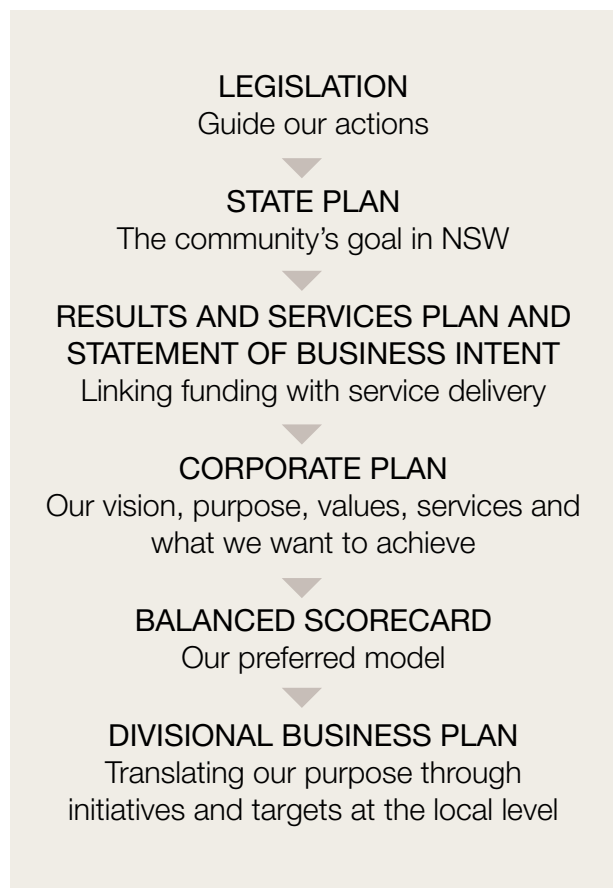 LEGISLATION
Guide our actions
STATE PLAN
The community’s goal in NSW
RESULTS AND SERVICES PLAN AND
STATEMENT OF BUSINESS INTENT
Linking funding with service delivery
CORPORATE PLAN
Our vision, purpose, values, services and
what we want to achieve
BALANCED SCORECARD
Our preferred model
DIVISIONAL BUSINESS PLAN
Translating our purpose through
initiatives and targets at the local level